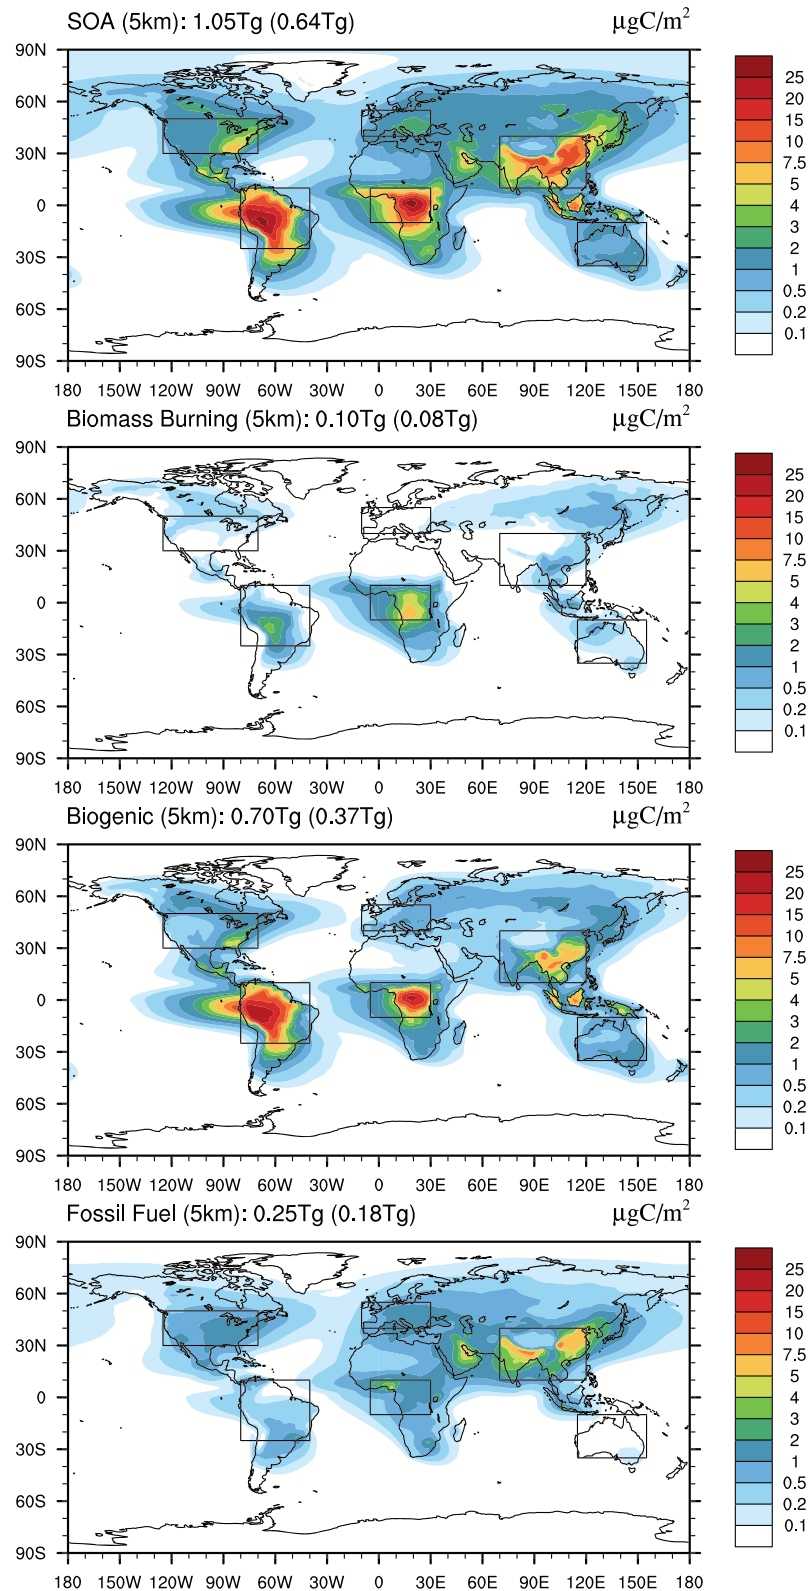 SOA (5km): 1.05Tg (0.64Tg) μgC/m²
90N
60N
30N
0
30S
60S
90S
180 150W 120W 90W 60W 30W 0 30E 60E 90E 120E 150E 180
25
20
15
10
7.5
5
4
3
2
1
0.5
0.2
0.1
Biomass Burning (5km): 0.10Tg (0.08Tg) μgC/m²
90N
60N
30N
0
30S
60S
90S
180 150W 120W 90W 60W 30W 0 30E 60E 90E 120E 150E 180
25
20
15
10
7.5
5
4
3
2
1
0.5
0.2
0.1
Biogenic (5km): 0.70Tg (0.37Tg) μgC/m²
90N
60N
30N
0
30S
60S
90S
180 150W 120W 90W 60W 30W 0 30E 60E 90E 120E 150E 180
25
20
15
10
7.5
5
4
3
2
1
0.5
0.2
0.1
Fossil Fuel (5km): 0.25Tg (0.18Tg) μgC/m²
90N
60N
30N
0
30S
60S
90S
180 150W 120W 90W 60W 30W 0 30E 60E 90E 120E 150E 180
25
20
15
10
7.5
5
4
3
2
1
0.5
0.2
0.1